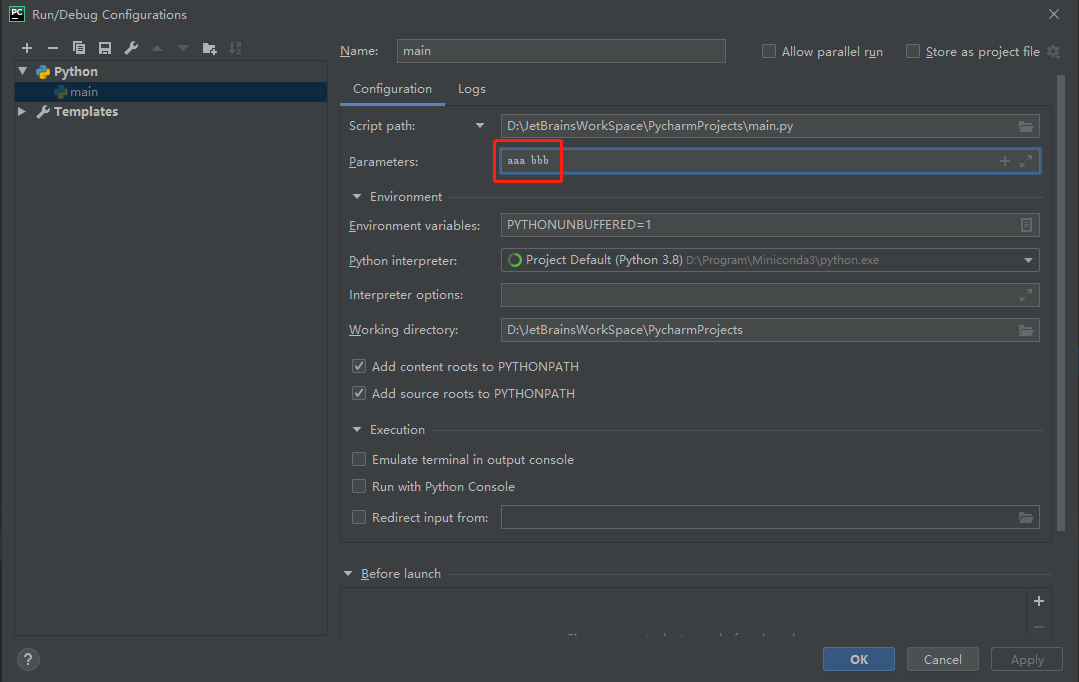 PC Run/Debug Configurations
Name: main Allow parallel run Store as project file
Python
main
Templates
Configuration Logs
Script path: D:\JetBrainsWorkSpace\PycharmProjects\main.py
Parameters: aaa bbb
Environment
Environment variables: PYTHONUNBUFFERED=1
Python interpreter: Project Default (Python 3.8) D:\Program\Miniconda3\python.exe
Interpreter options:
Working directory: D:\JetBrainsWorkSpace\PycharmProjects
Add content roots to PYTHONPATH
Add source roots to PYTHONPATH
Execution
Emulate terminal in output console
Run with Python Console
Redirect input from:
Before launch
? OK Cancel Apply